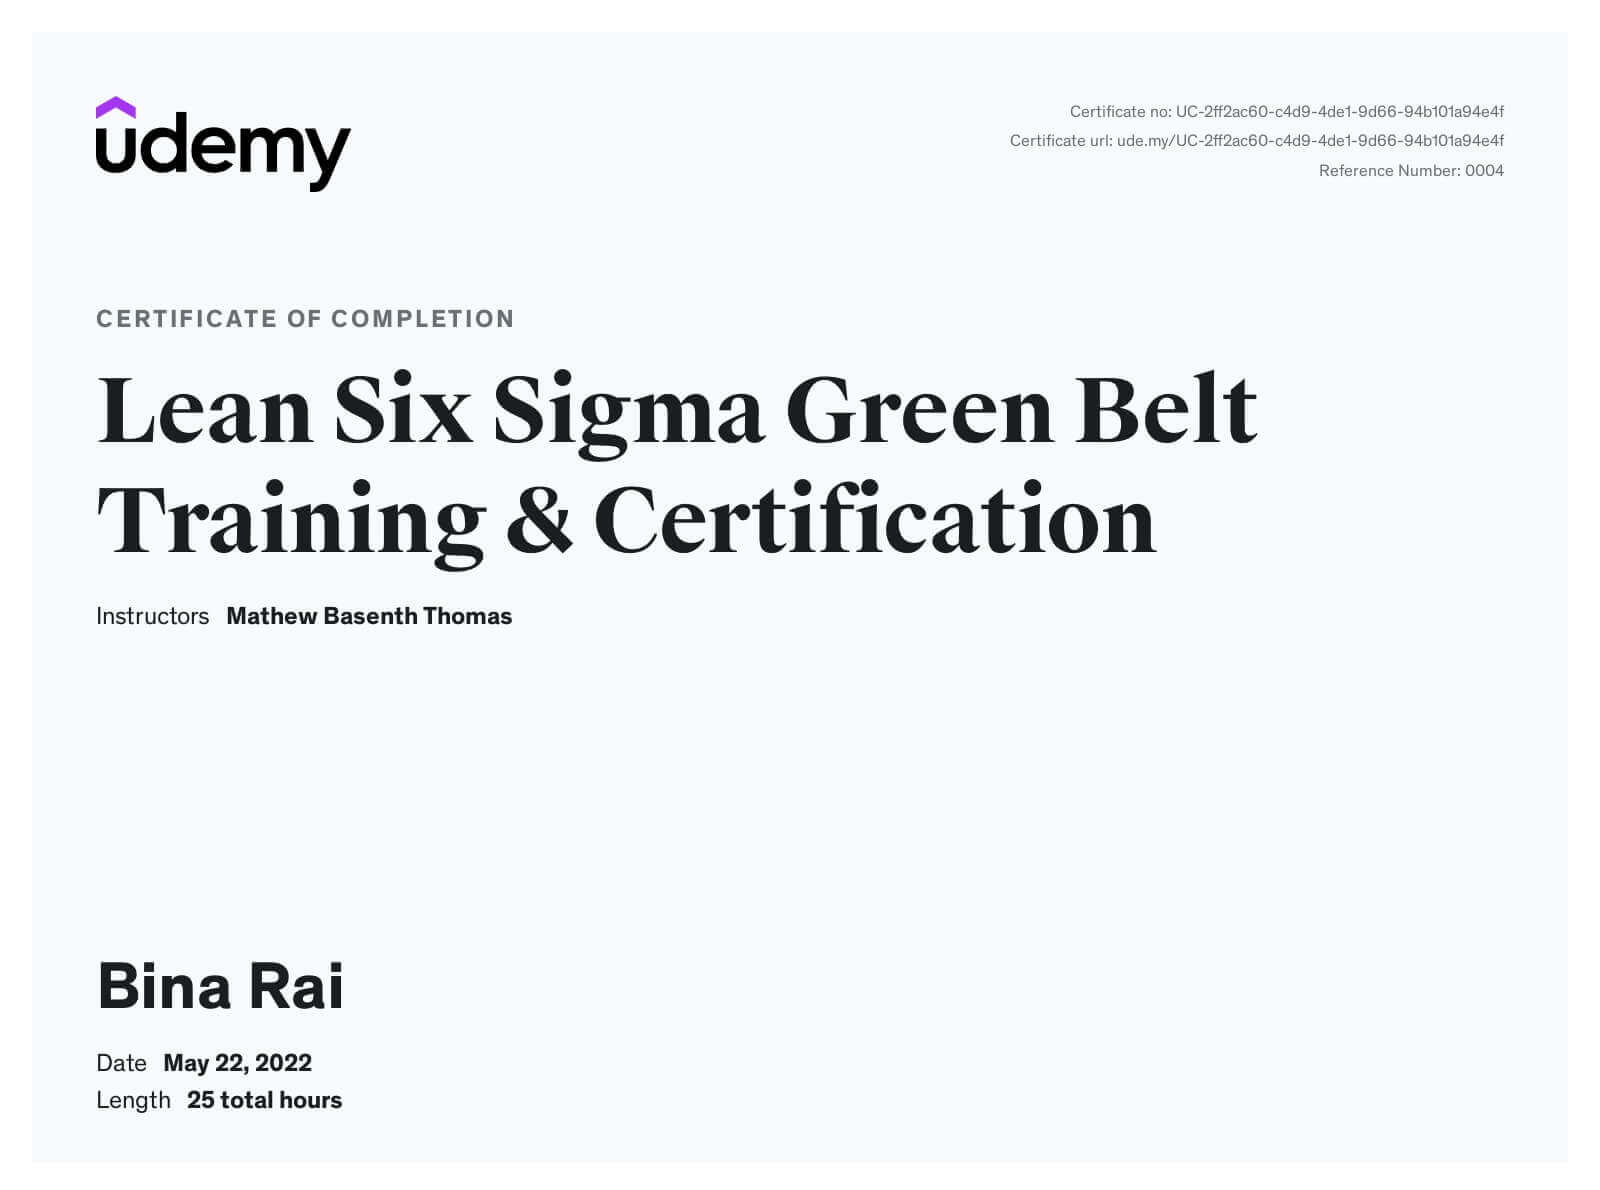 udemy
Certificate no: UC-2ff2ac60-c4d9-4de1-9d66-94b101a94e4f
Certificate url: ude.my/UC-2ff2ac60-c4d9-4de1-9d66-94b101a94e4f
Reference Number: 0004
CERTIFICATE OF COMPLETION
Lean Six Sigma Green Belt
Training & Certification
Instructors Mathew Basenth Thomas
Bina Rai
Date May 22, 2022
Length 25 total hours